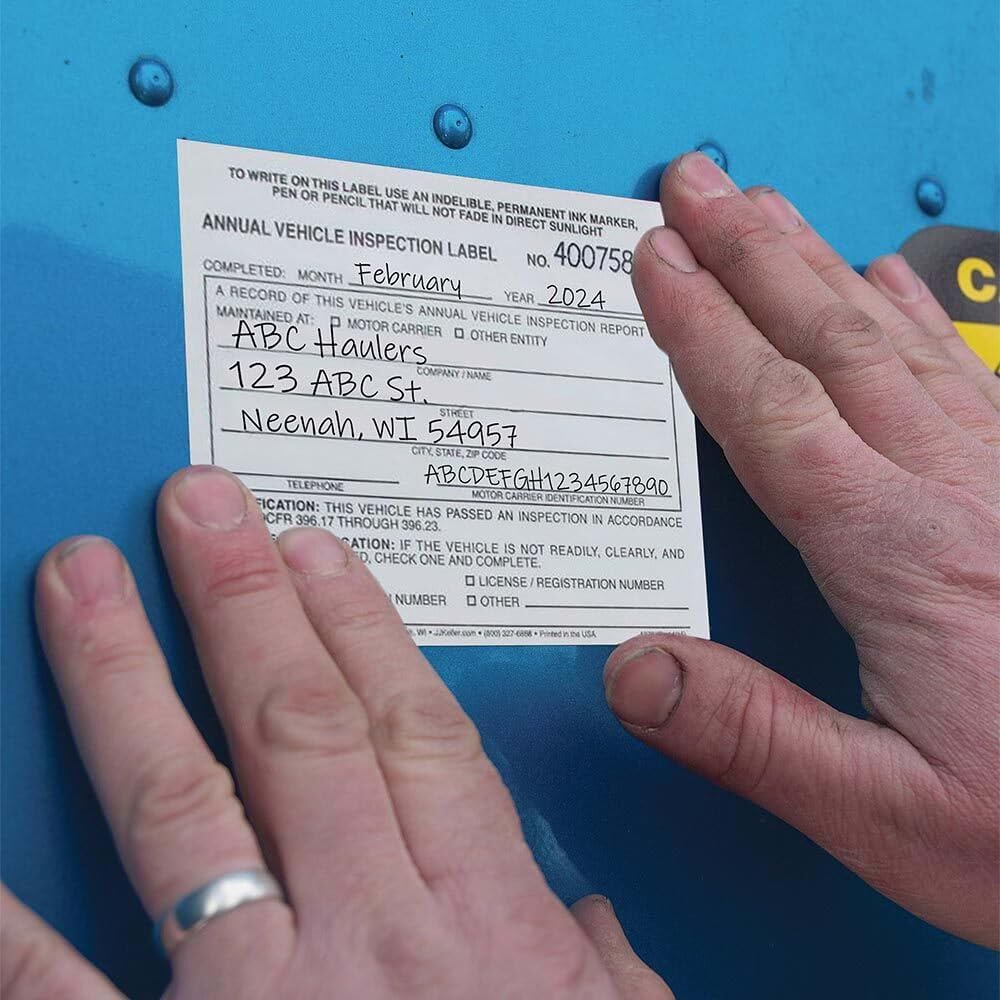 TO WRITE ON THIS LABEL USE AN INDELIBLE, PERMANENT INK MARKER,
PEN OR PENCIL THAT WILL NOT FADE IN DIRECT SUNLIGHT
ANNUAL VEHICLE INSPECTION LABEL NO. 400758
COMPLETED: MONTH February YEAR 2024
A RECORD OF THIS VEHICLE'S ANNUAL VEHICLE INSPECTION REPORT
MAINTAINED AT: ☐ MOTOR CARRIER ☐ OTHER ENTITY
ABC Haulers
COMPANY / NAME
123 ABC St.
STREET
Neenah, WI 54957
CITY, STATE, ZIP CODE
ABCDEFGH1234567890
TELEPHONE MOTOR CARRIER IDENTIFICATION NUMBER
ICATION: THIS VEHICLE HAS PASSED AN INSPECTION IN ACCORDANCE
CFR 396.17 THROUGH 396.23.
CATION: IF THE VEHICLE IS NOT READILY, CLEARLY, AND
D, CHECK ONE AND COMPLETE.
☐ LICENSE / REGISTRATION NUMBER
NUMBER ☐ OTHER
WI • JJKeller.com • (800) 327-6868 • Printed in the USA
C